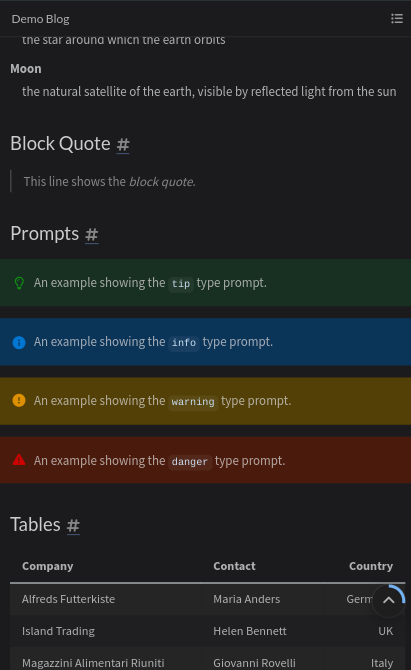 Demo Blog
the star around which the earth orbits
Moon
the natural satellite of the earth, visible by reflected light from the sun
Block Quote #
This line shows the block quote.
Prompts #
An example showing the tip type prompt.
An example showing the info type prompt.
An example showing the warning type prompt.
An example showing the danger type prompt.
Tables #
Company Contact Country
Alfreds Futterkiste Maria Anders
Island Trading Helen Bennett UK
Magazzini Alimentari Riuniti Giovanni Rovelli Italy